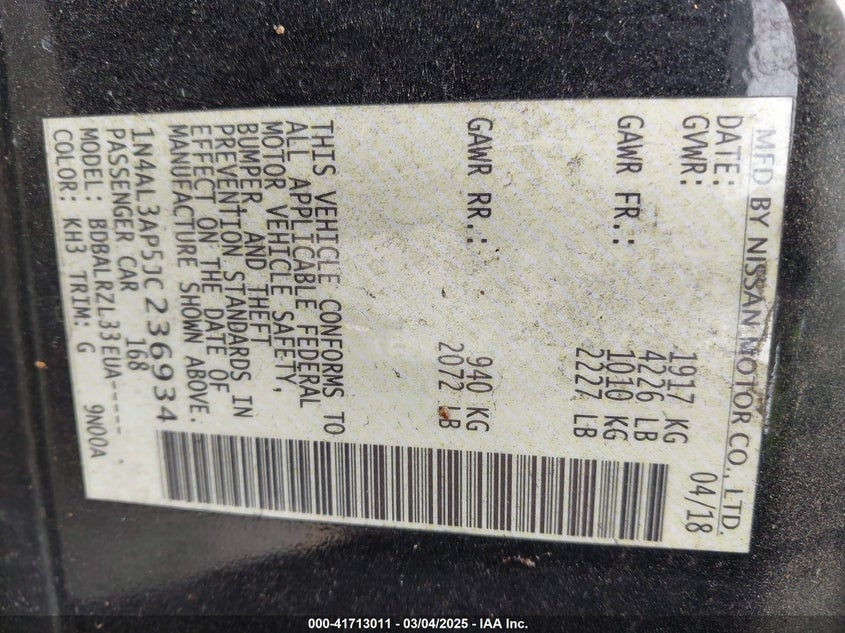 MFD BY NISSAN MOTOR CO., LTD.
DATE: 04/18
GVWR: 1917 KG
4226 LB
GAWR FR.: 1010 KG
2227 LB
GAWR RR.: 940 KG
2072 LB
THIS VEHICLE CONFORMS TO
ALL APPLICABLE FEDERAL
MOTOR VEHICLE SAFETY,
BUMPER, AND THEFT
PREVENTION STANDARDS IN
EFFECT ON THE DATE OF
MANUFACTURE SHOWN ABOVE.
1N4AL3AP5JC236934
PASSENGER CAR 168
MODEL: BDBALRZL33EUA-----
COLOR: KH3 TRIM: G 9N00A
000-41713011 — 03/04/2025 — IAA Inc.